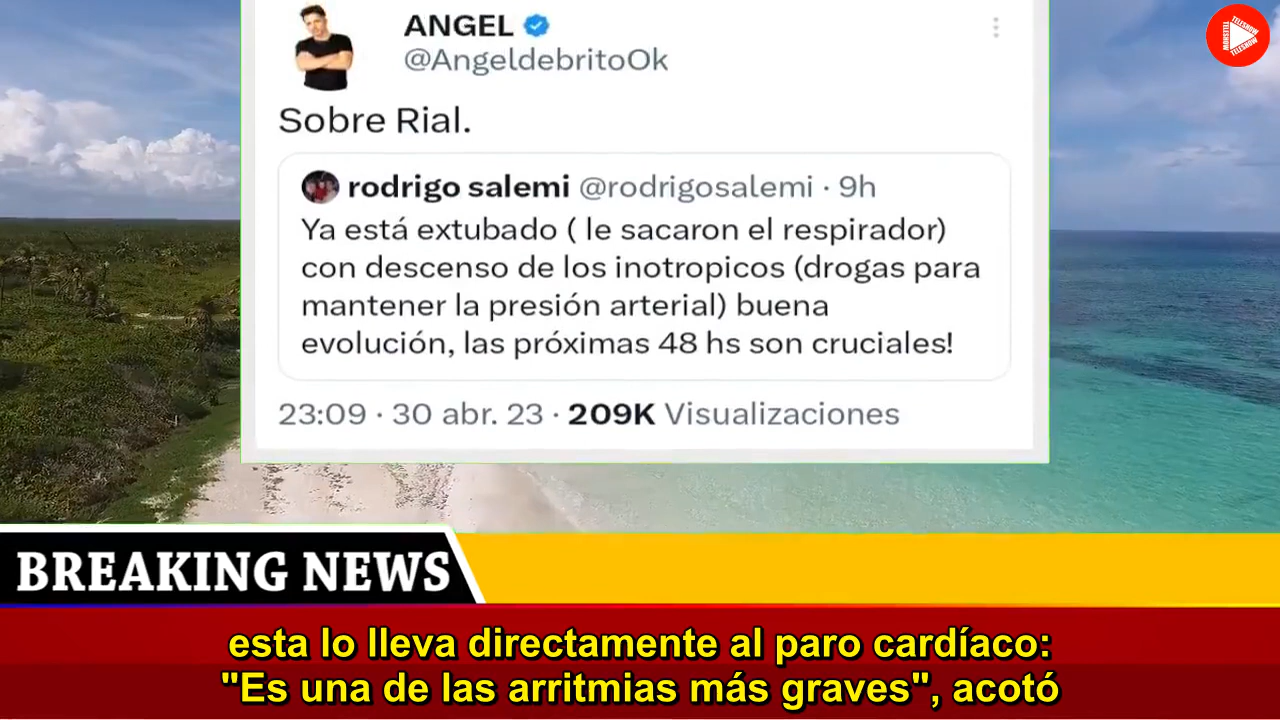 ANGEL
@AngeldebritoOk
Sobre Rial.
rodrigo salemi @rodrigosalemi · 9h
Ya está extubado ( le sacaron el respirador)
con descenso de los inotropicos (drogas para
mantener la presión arterial) buena
evolución, las próximas 48 hs son cruciales!
23:09 · 30 abr. 23 · 209K Visualizaciones
TELESHOW
TELESHOW
TELESHOW
BREAKING NEWS
esta lo lleva directamente al paro cardíaco:
"Es una de las arritmias más graves", acotó